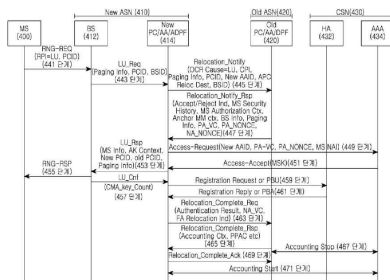 New ASN (410)
Old ASN(420)
CSN(430)
MS
(400)
BS
(412)
New
PC/AA/ADPF
(414)
Old
PC/AA/DPF
(420)
HA
(432)
AAA
(434)
RNG-REQ
(RPI=LU, PCID)
(441 단계)
LU_Req
(Paging Info, PCID, BSID)
(443 단계)
Relocation_Notify
(DCR Cause=LU, CPI,
Paging Info, PCID, New AAID, APC
Reloc Dest, BSID) (445 단계)
Relocation_Notify_Rsp
(Accept/Reject Ind, MS Security
History, MS Authorization Ctx,
Anchor MM ctx, BS Info, Paging
Info, PA_VC, PA_NONCE,
NA_NONCE)(447 단계)
Access-Request(New AAID, PA-VC, PA_NONCE, MS NAI) (449 단계)
Access-Accept(MSK)(451 단계)
LU_Rsp
(MS Info, AK Context,
New PCID, old PCID,
Paging Info)(453 단계)
RNG-RSP
(455 단계)
LU_Cnf
(CMA_key_Count)
(457 단계)
Registration Request or PBU(459 단계)
Registration Reply or PBA(461 단계)
Relocation_Complete_Req
(Authentication Result, NA_VC,
FA Relocation Ind) (463 단계)
Relocation_Complete_Rsp
(Accounting Ctx, PPAC etc)
(465 단계)
Accounting Stop (467 단계)
Relocation_Complete_Ack (469 단계)
Accounting Start (471 단계)